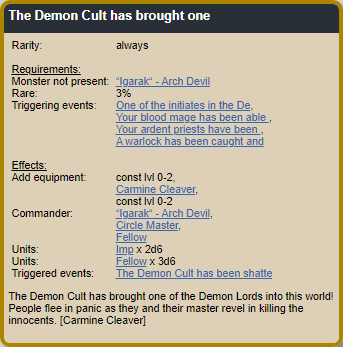 The Demon Cult has brought one
Rarity: always
Requirements:
Monster not present: "Igarak" - Arch Devil
Rare: 3%
Triggering events: One of the initiates in the De,
Your blood mage has been able ,
Your ardent priests have been ,
A warlock has been caught and
Effects:
Add equipment: const lvl 0-2,
Carmine Cleaver,
const lvl 0-2
Commander: "Igarak" - Arch Devil,
Circle Master,
Fellow
Units: Imp x 2d6
Units: Fellow x 3d6
Triggered events: The Demon Cult has been shatte
The Demon Cult has brought one of the Demon Lords into this world!
People flee in panic as they and their master revel in killing the
innocents. [Carmine Cleaver]